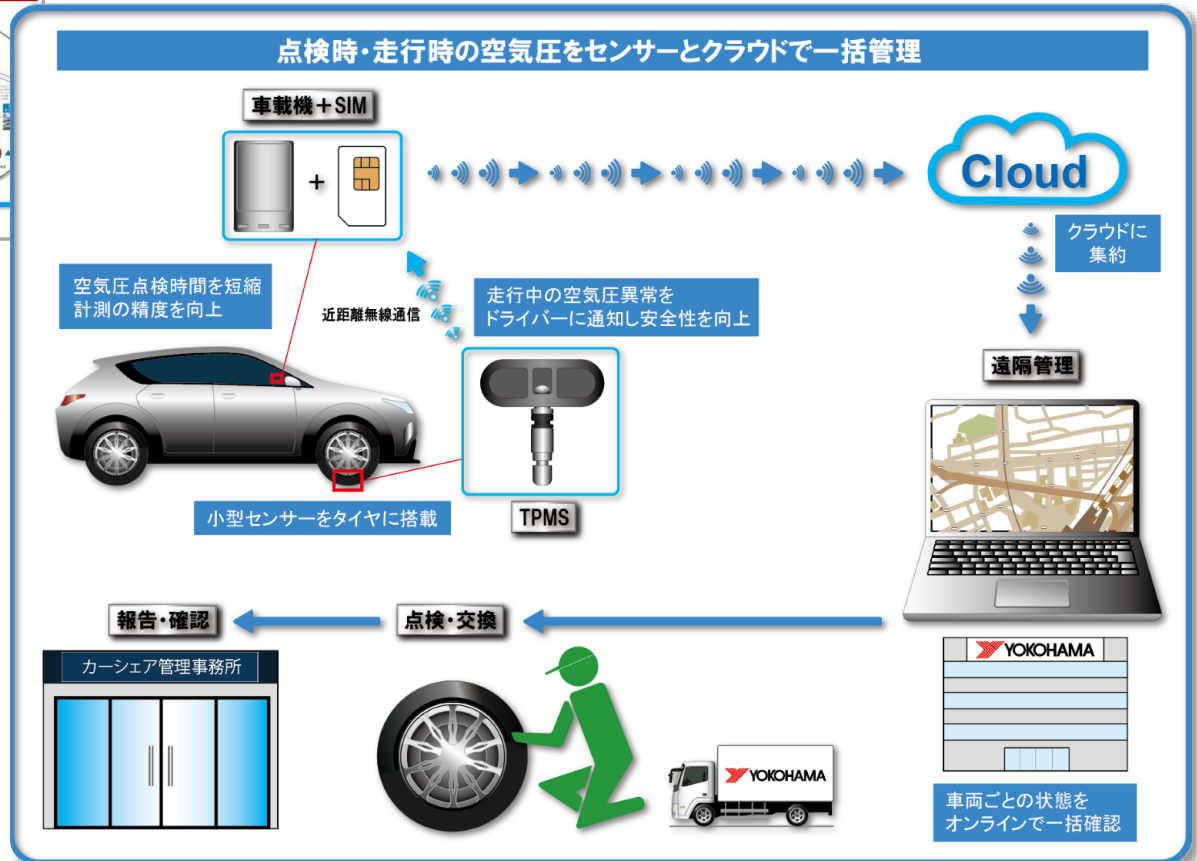 点検時・走行時の空気圧をセンサーとクラウドで一括管理
車載機+SIM
+
Cloud
クラウドに
集約
空気圧点検時間を短縮
計測の精度を向上
近距離無線通信
走行中の空気圧異常を
ドライバーに通知し安全性を向上
遠隔管理
小型センサーをタイヤに搭載
TPMS
報告・確認
点検・交換
カーシェア管理事務所
YOKOHAMA
YOKOHAMA
車両ごとの状態を
オンラインで一括確認